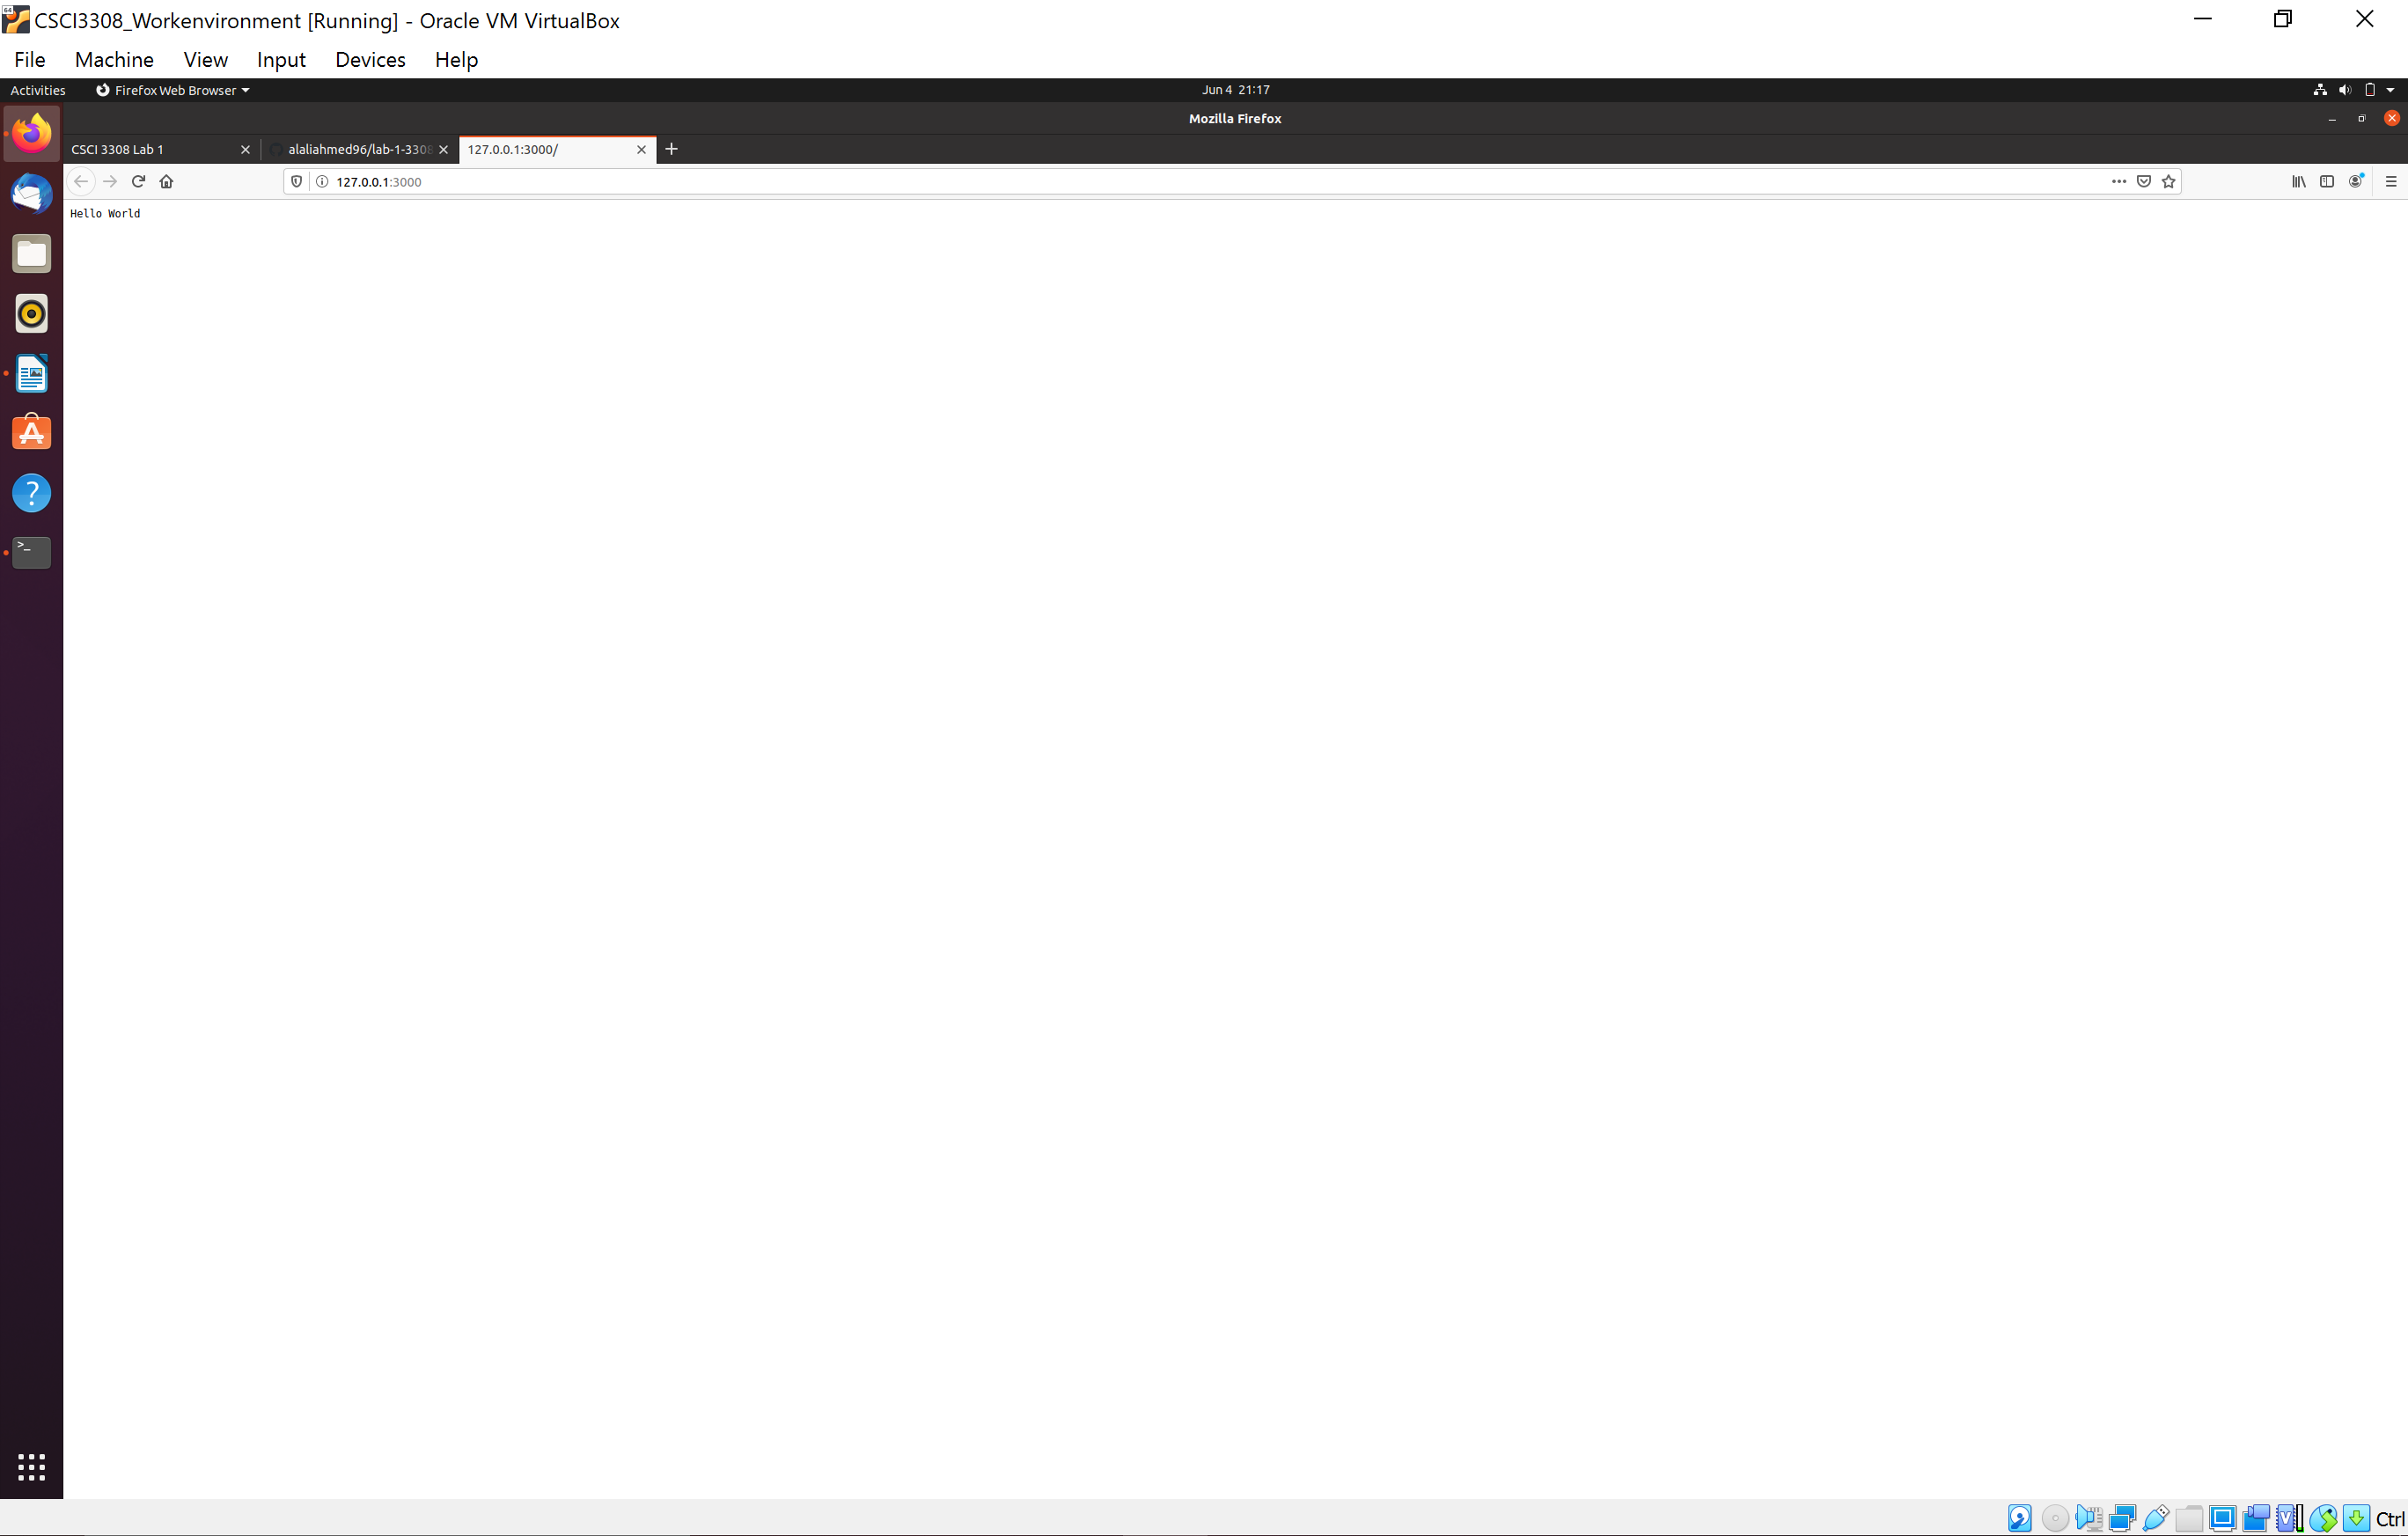 CSCI3308_Workenvironment [Running] - Oracle VM VirtualBox
File Machine View Input Devices Help
Activities Firefox Web Browser Jun 4 21:17
Mozilla Firefox
CSCI 3308 Lab 1 alaliahmed96/lab-1-3308 127.0.0.1:3000/
127.0.0.1:3000
Hello World
Ctrl